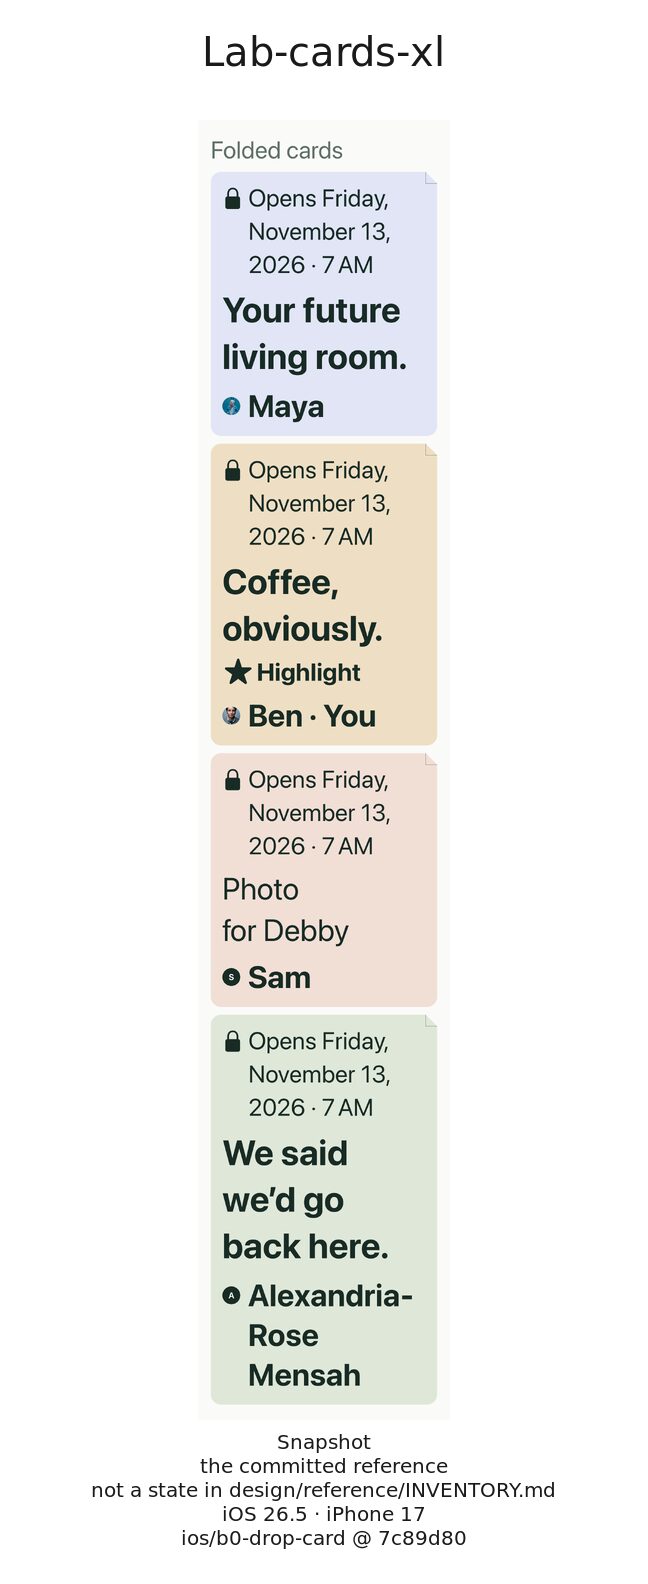 Lab-cards-xl
Folded cards
Opens Friday,
November 13,
2026 · 7 AM
Your future
living room.
Maya
Opens Friday,
November 13,
2026 · 7 AM
Coffee,
obviously.
Highlight
Ben · You
Opens Friday,
November 13,
2026 · 7 AM
Photo
for Debby
S Sam
Opens Friday,
November 13,
2026 · 7 AM
We said
we’d go
back here.
A Alexandria-
Rose
Mensah
Snapshot
the committed reference
not a state in design/reference/INVENTORY.md
iOS 26.5 · iPhone 17
ios/b0-drop-card @ 7c89d80